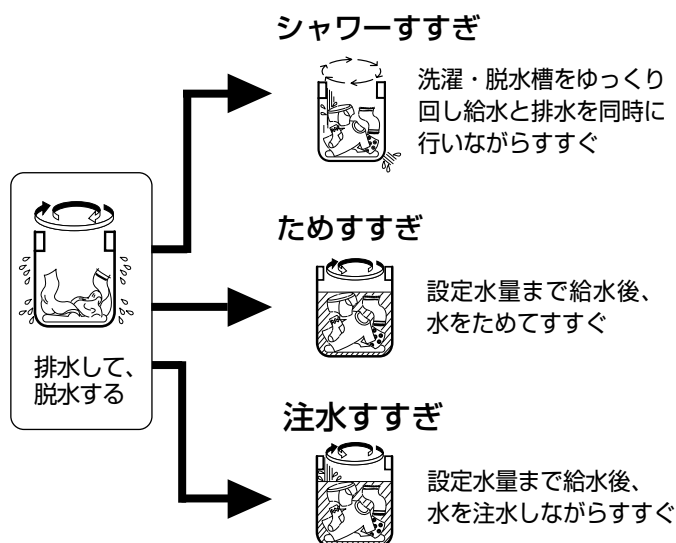 シャワーすすぎ
洗濯・脱水槽をゆっくり
回し給水と排水を同時に
行いながらすすぐ
排水して、
脱水する
ためすすぎ
設定水量まで給水後、
水をためてすすぐ
注水すすぎ
設定水量まで給水後、
水を注水しながらすすぐ